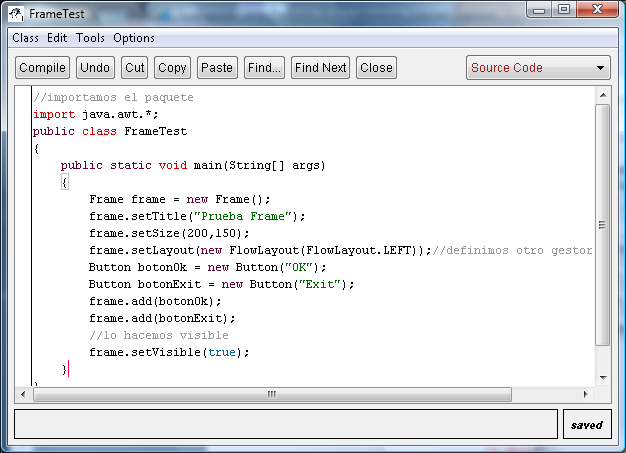 FrameTest
Class Edit Tools Options
Compile Undo Cut Copy Paste Find... Find Next Close Source Code
//importamos el paquete
import java.awt.*;
public class FrameTest
{
    public static void main(String[] args)
    {
        Frame frame = new Frame();
        frame.setTitle("Prueba Frame");
        frame.setSize(200,150);
        frame.setLayout(new FlowLayout(FlowLayout.LEFT));//definimos otro gestor
        Button botonOk = new Button("OK");
        Button botonExit = new Button("Exit");
        frame.add(botonOk);
        frame.add(botonExit);
        //lo hacemos visible
        frame.setVisible(true);
    }
}
saved